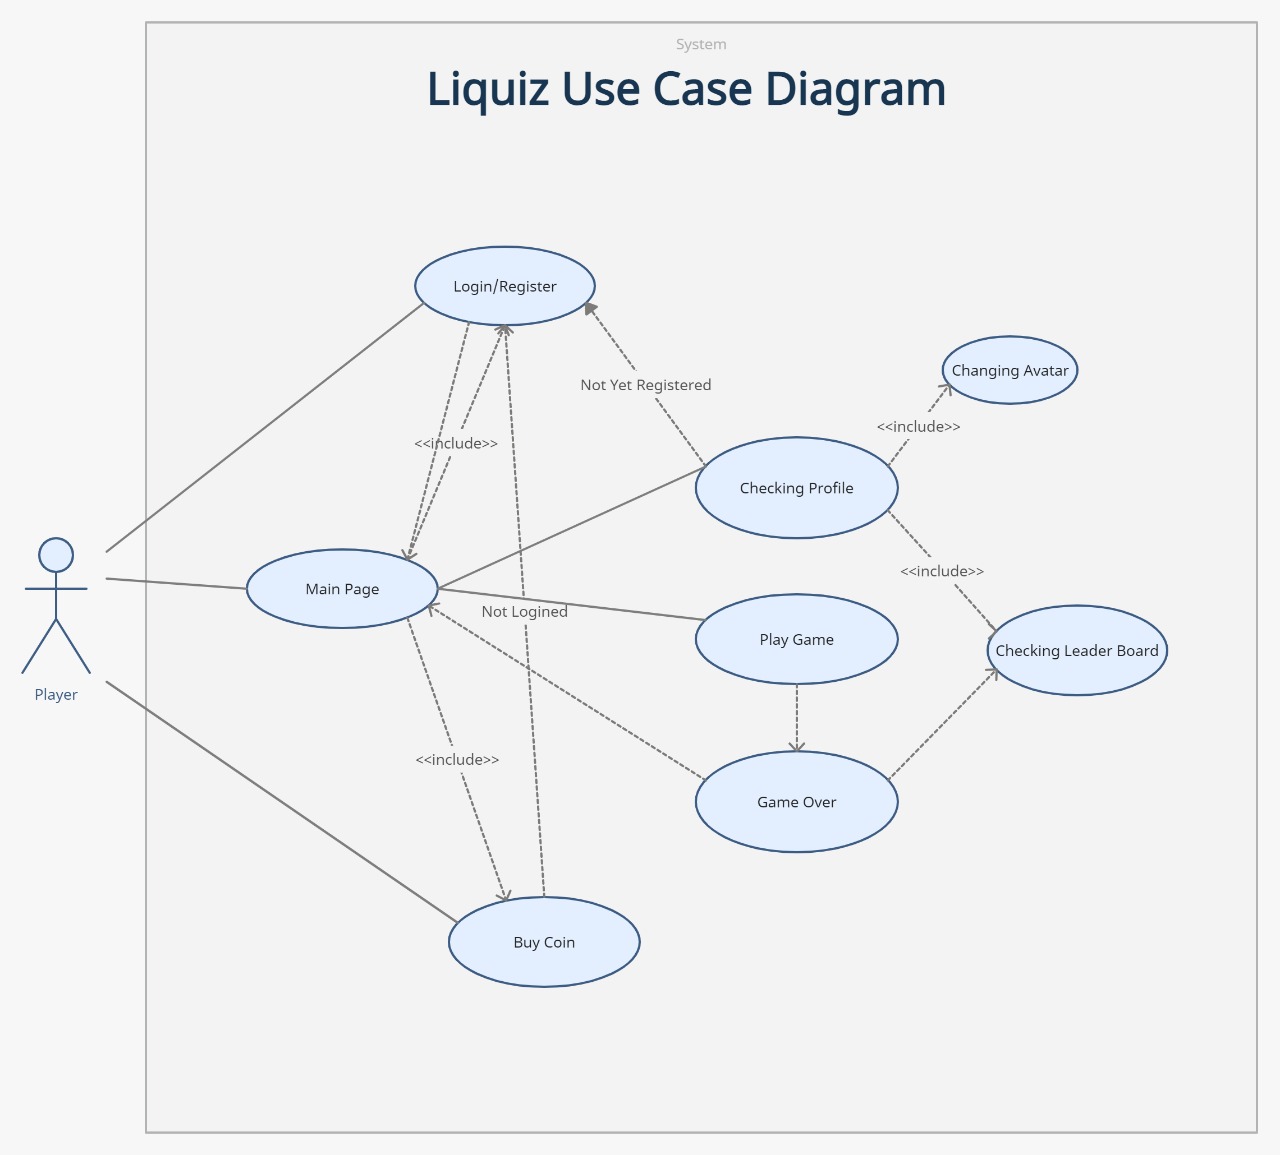 System
Liquiz Use Case Diagram
Login/Register
Changing Avatar
Not Yet Registered
<<include>>
<<include>>
Checking Profile
<<include>>
Main Page
Not Logined
Play Game
Checking Leader Board
Player
<<include>>
Game Over
Buy Coin